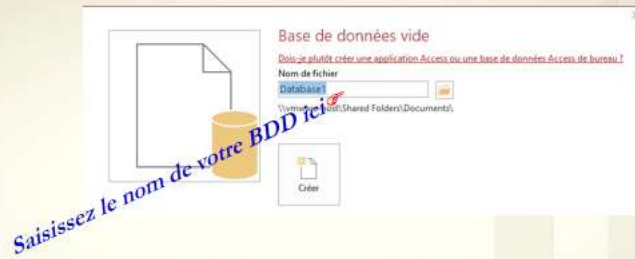 Base de données vide
Dois-je plutôt créer une application Access ou une base de données Access de bureau ?
Nom de fichier
Database1
\Shared Folders\Documents\
Créer
Saisissez le nom de votre BDD ici